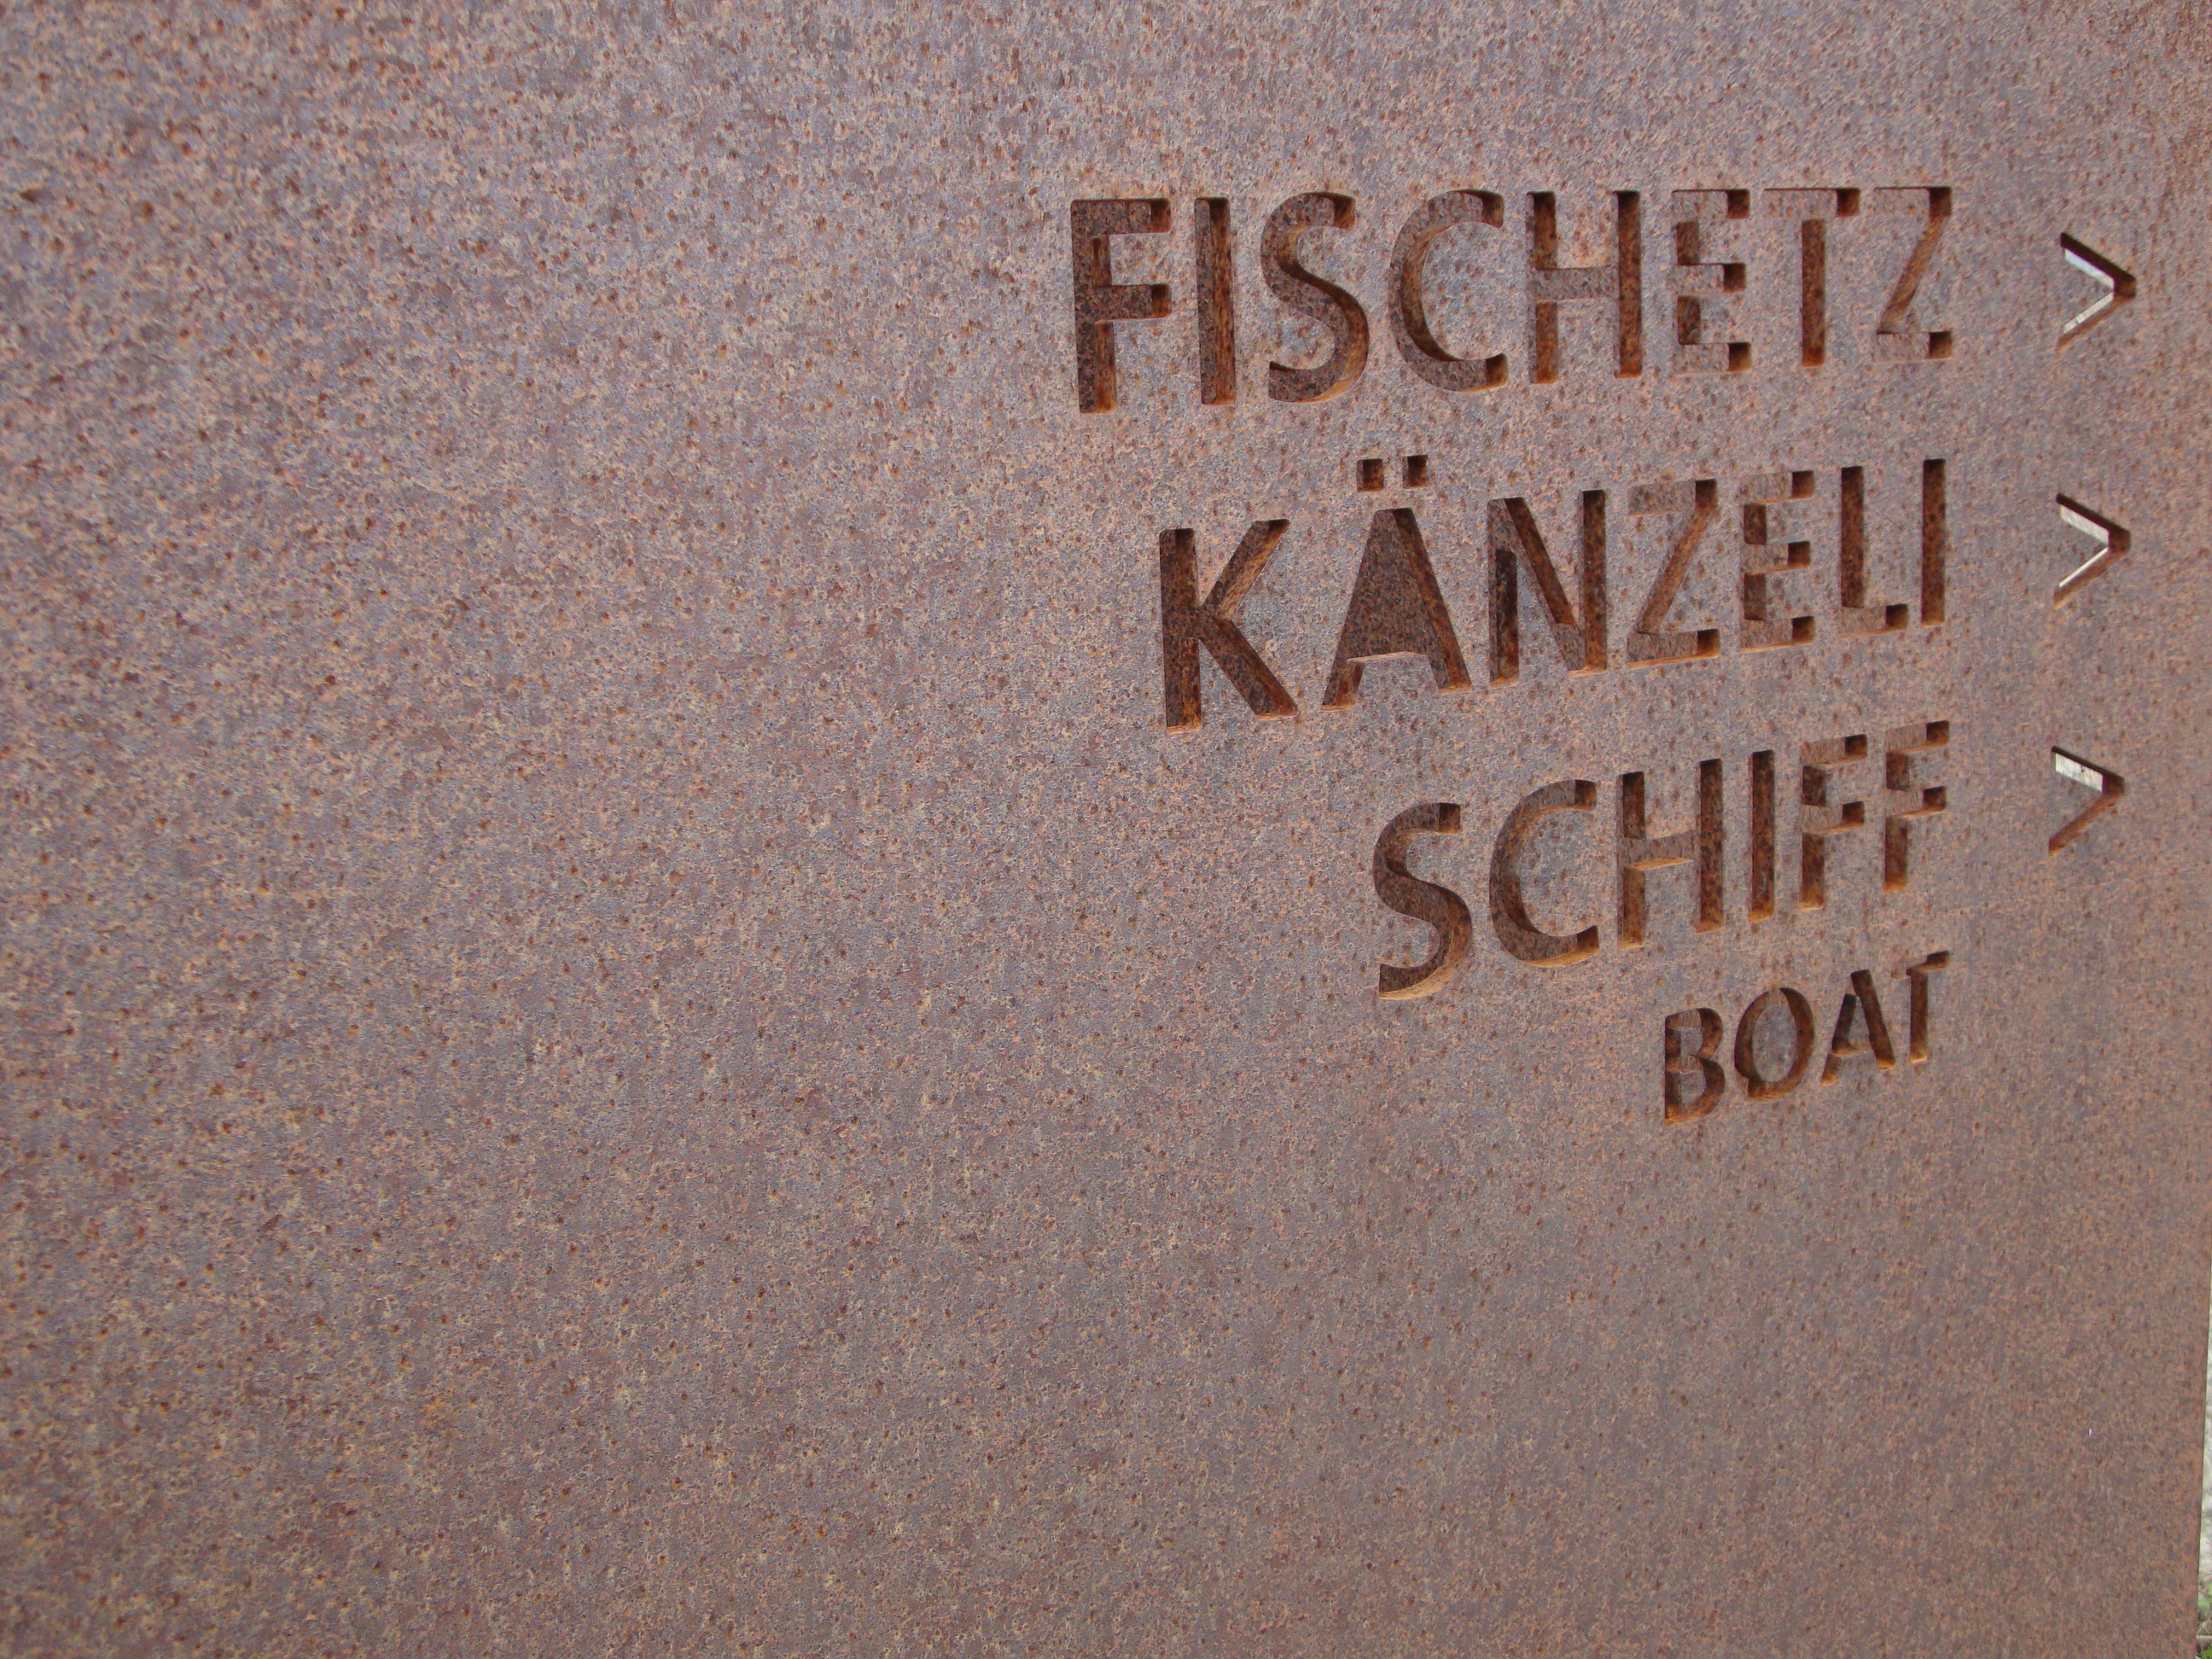 FISCHETZ >
KÄNZELI >
SCHIFF >
BOAT